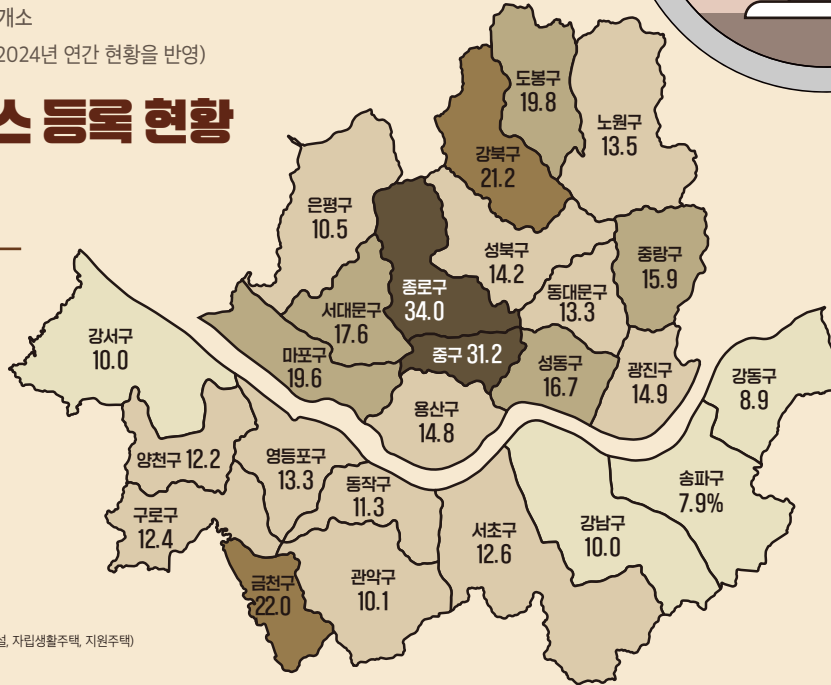 개소
2024년 연간 현황을 반영)
스 등록 현황
도봉구
19.8
노원구
13.5
강북구
21.2
은평구
10.5
성북구
14.2
중랑구
15.9
종로구
34.0
동대문구
13.3
서대문구
17.6
강서구
10.0
마포구
19.6
중구 31.2
성동구
16.7
광진구
14.9
강동구
8.9
용산구
14.8
양천구 12.2
영등포구
13.3
동작구
11.3
송파구
7.9%
구로구
12.4
서초구
12.6
강남구
10.0
금천구
22.0
관악구
10.1
설, 자립생활주택, 지원주택)